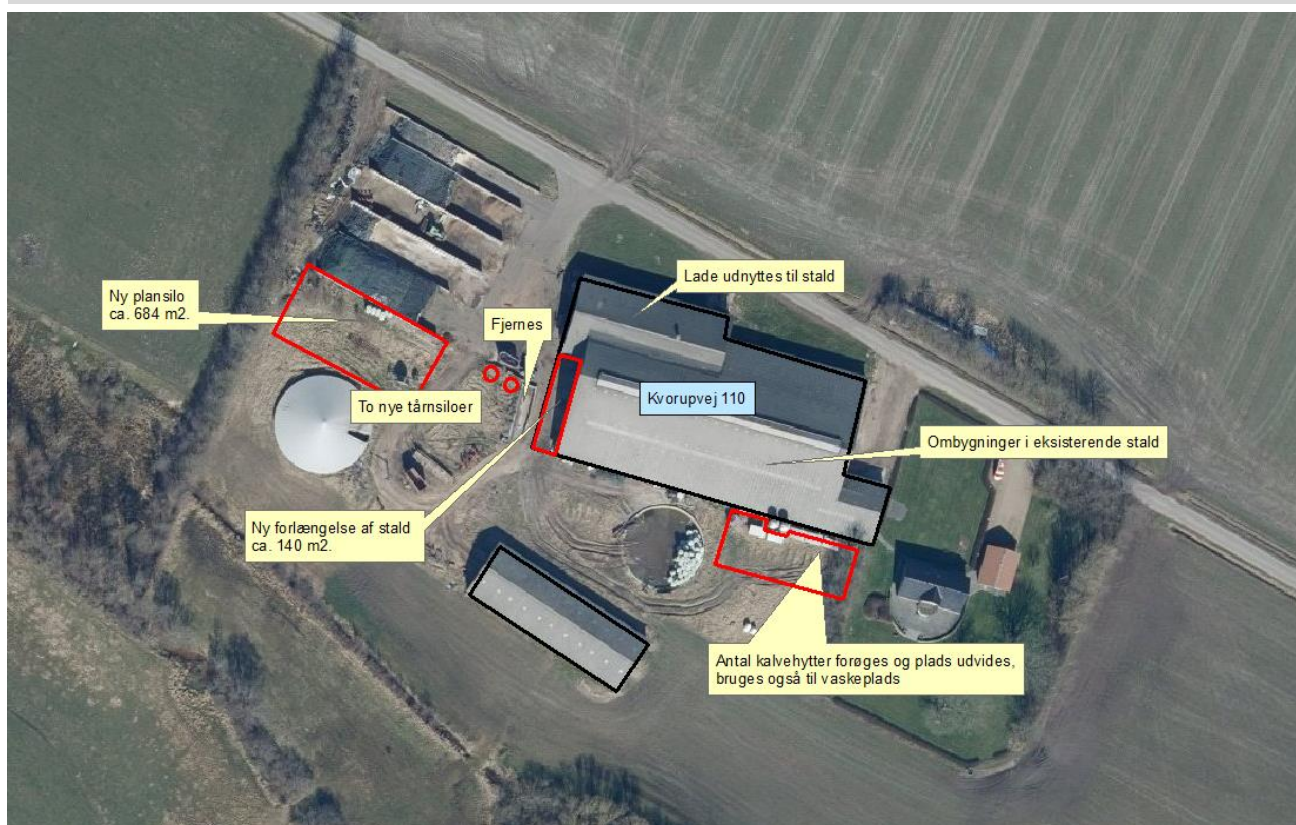 Lade udnyttes til stald
Ny plansilo
ca. 684 m2.
Fjernes
Kvorupvej 110
To nye tårnsiloer
Ombygninger i eksisterende stald
Ny forlængelse af stald
ca. 140 m2.
Antal kalvehytter forøges og plads udvides,
bruges også til vaskeplads